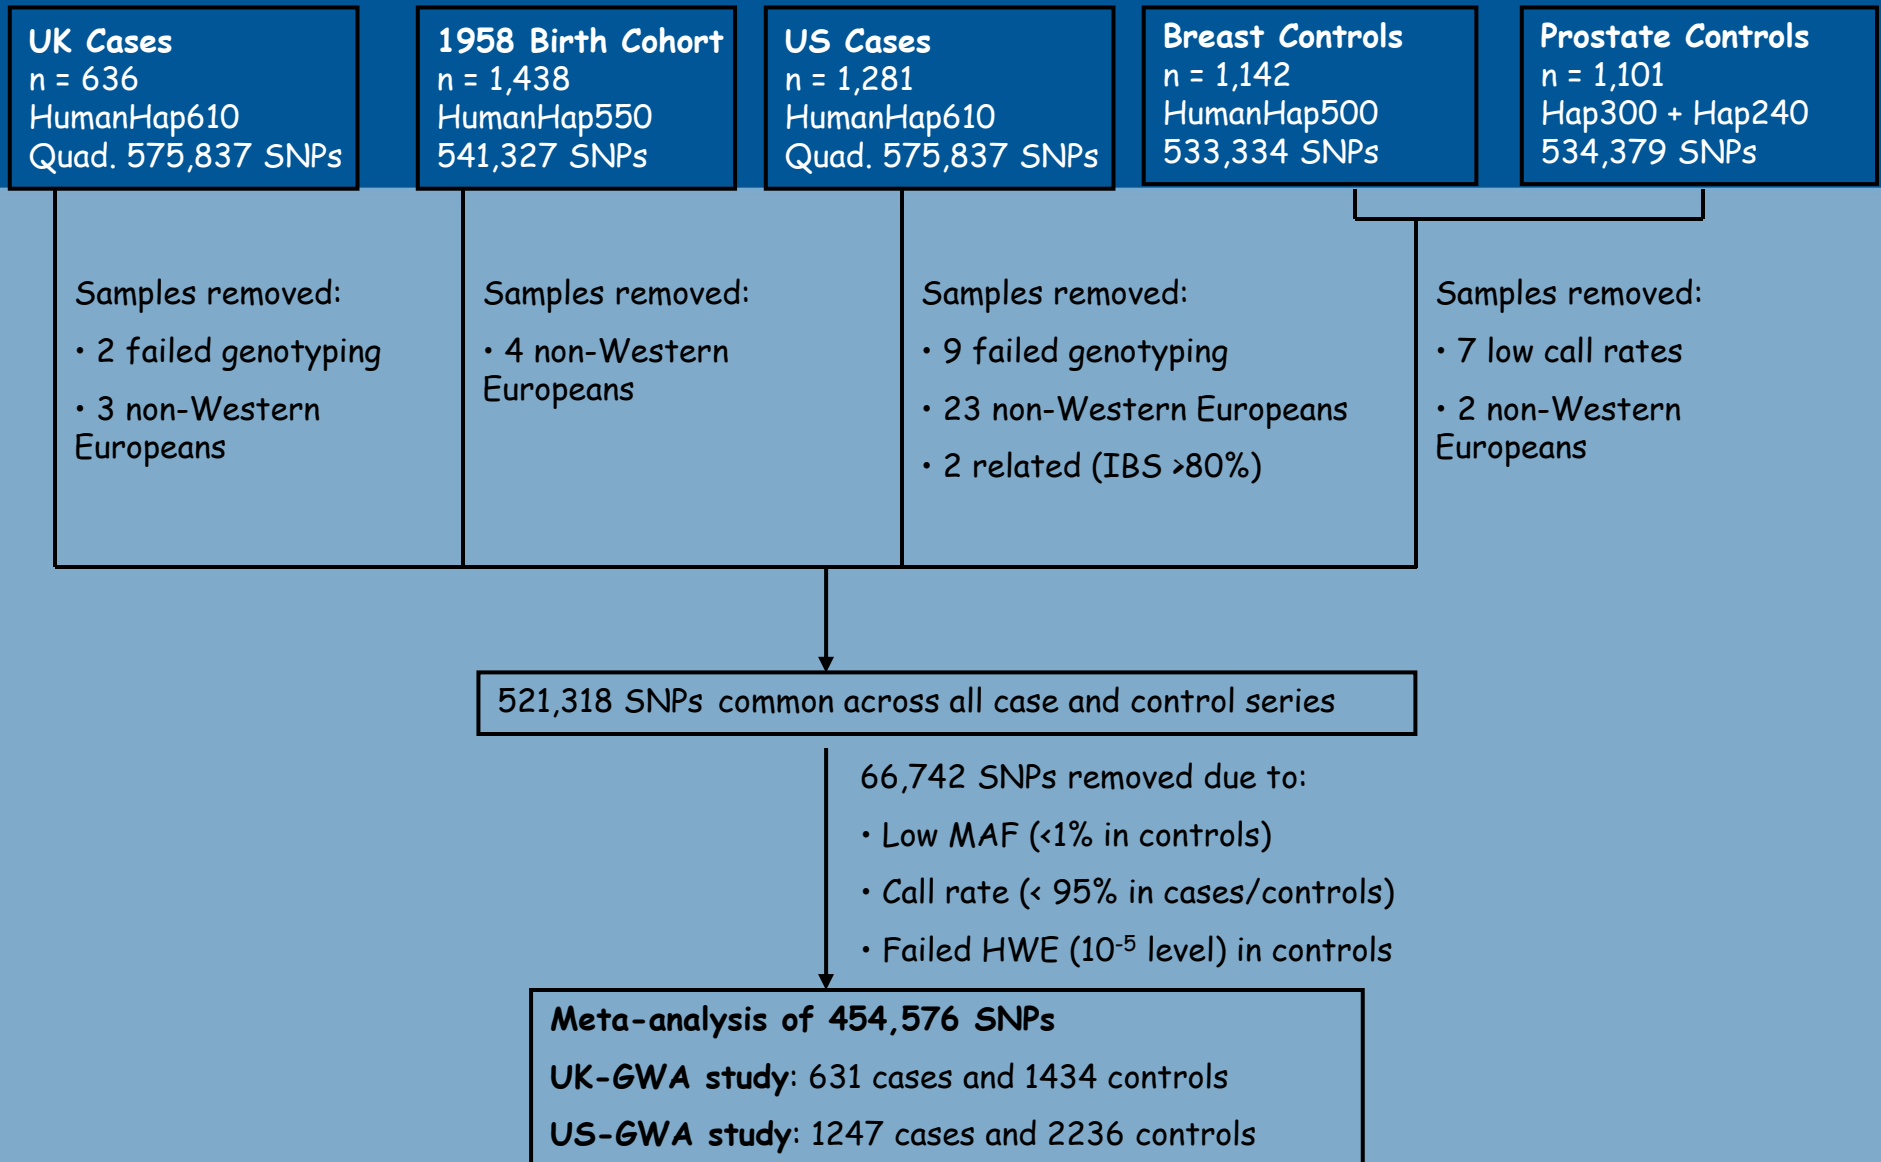 UK Cases
n = 636
HumanHap610
Quad. 575,837 SNPs
1958 Birth Cohort
n = 1,438
HumanHap550
541,327 SNPs
US Cases
n = 1,281
HumanHap610
Quad. 575,837 SNPs
Breast Controls
n = 1,142
HumanHap500
533,334 SNPs
Prostate Controls
n = 1,101
Hap300 + Hap240
534,379 SNPs
Samples removed:
• 2 failed genotyping
• 3 non-Western
Europeans
Samples removed:
• 4 non-Western
Europeans
Samples removed:
• 9 failed genotyping
• 23 non-Western Europeans
• 2 related (IBS >80%)
Samples removed:
• 7 low call rates
• 2 non-Western
Europeans
521,318 SNPs common across all case and control series
66,742 SNPs removed due to:
• Low MAF (<1% in controls)
• Call rate (< 95% in cases/controls)
• Failed HWE (10⁻⁵ level) in controls
Meta-analysis of 454,576 SNPs
UK-GWA study: 631 cases and 1434 controls
US-GWA study: 1247 cases and 2236 controls